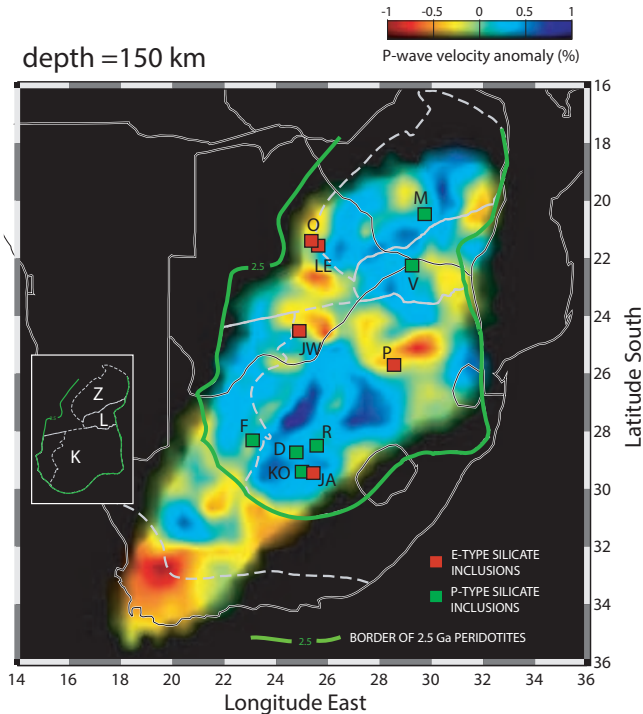 -1 -0.5 0 0.5 1
P-wave velocity anomaly (%)
depth =150 km
16
18
20
22
24
26
28
30
32
34
36
Latitude South
M
O
LE
V
2.5
JW
P
F
R
D
KO
JA
Z
L
K
2.5
E-TYPE SILICATE
INCLUSIONS
P-TYPE SILICATE
INCLUSIONS
2.5
BORDER OF 2.5 Ga PERIDOTITES
14 16 18 20 22 24 26 28 30 32 34 36
Longitude East